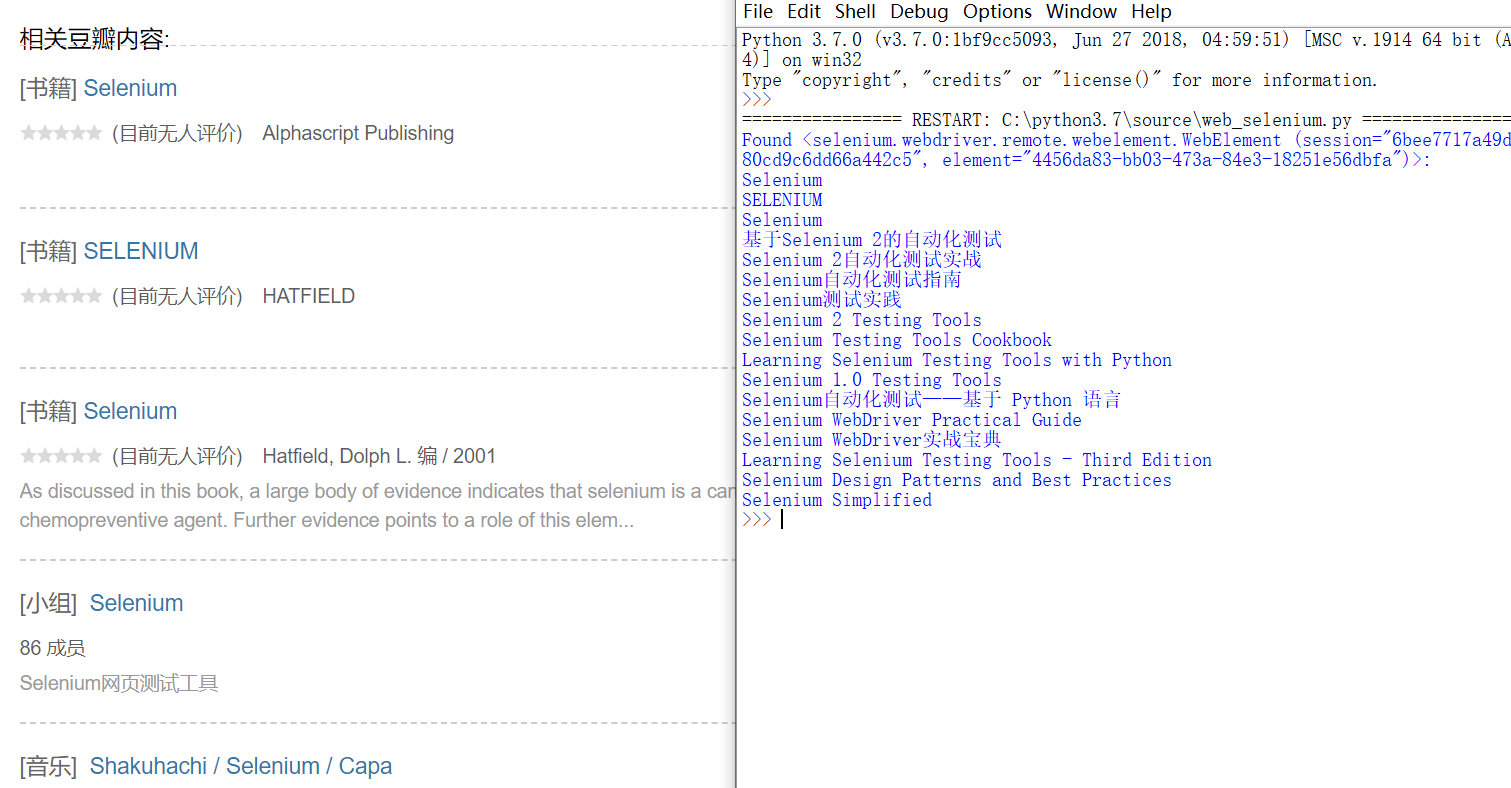 相关豆瓣内容:
[书籍] Selenium
(目前无人评价) Alphascript Publishing
[书籍] SELENIUM
(目前无人评价) HATFIELD
[书籍] Selenium
(目前无人评价) Hatfield, Dolph L. 编 / 2001
As discussed in this book, a large body of evidence indicates that selenium is a
chemopreventive agent. Further evidence points to a role of this elem...
[小组] Selenium
86 成员
Selenium网页测试工具
[音乐] Shakuhachi / Selenium / Capa
File Edit Shell Debug Options Window Help
Python 3.7.0 (v3.7.0:1bf9cc5093, Jun 27 2018, 04:59:51) [MSC v.1914 64 bit (A
4)] on win32
Type "copyright", "credits" or "license()" for more information.
>>>
================ RESTART: C:\python3.7\source\web_selenium.py ===============
Found <selenium.webdriver.remote.webelement.WebElement (session="6bee7717a49d
80cd9c6dd66a442c5", element="4456da83-bb03-473a-84e3-18251e56dbfa")>:
Selenium
SELENIUM
Selenium
基于Selenium 2的自动化测试
Selenium 2自动化测试实战
Selenium自动化测试指南
Selenium测试实践
Selenium 2 Testing Tools
Selenium Testing Tools Cookbook
Learning Selenium Testing Tools with Python
Selenium 1.0 Testing Tools
Selenium自动化测试——基于 Python 语言
Selenium WebDriver Practical Guide
Selenium WebDriver实战宝典
Learning Selenium Testing Tools - Third Edition
Selenium Design Patterns and Best Practices
Selenium Simplified
>>>